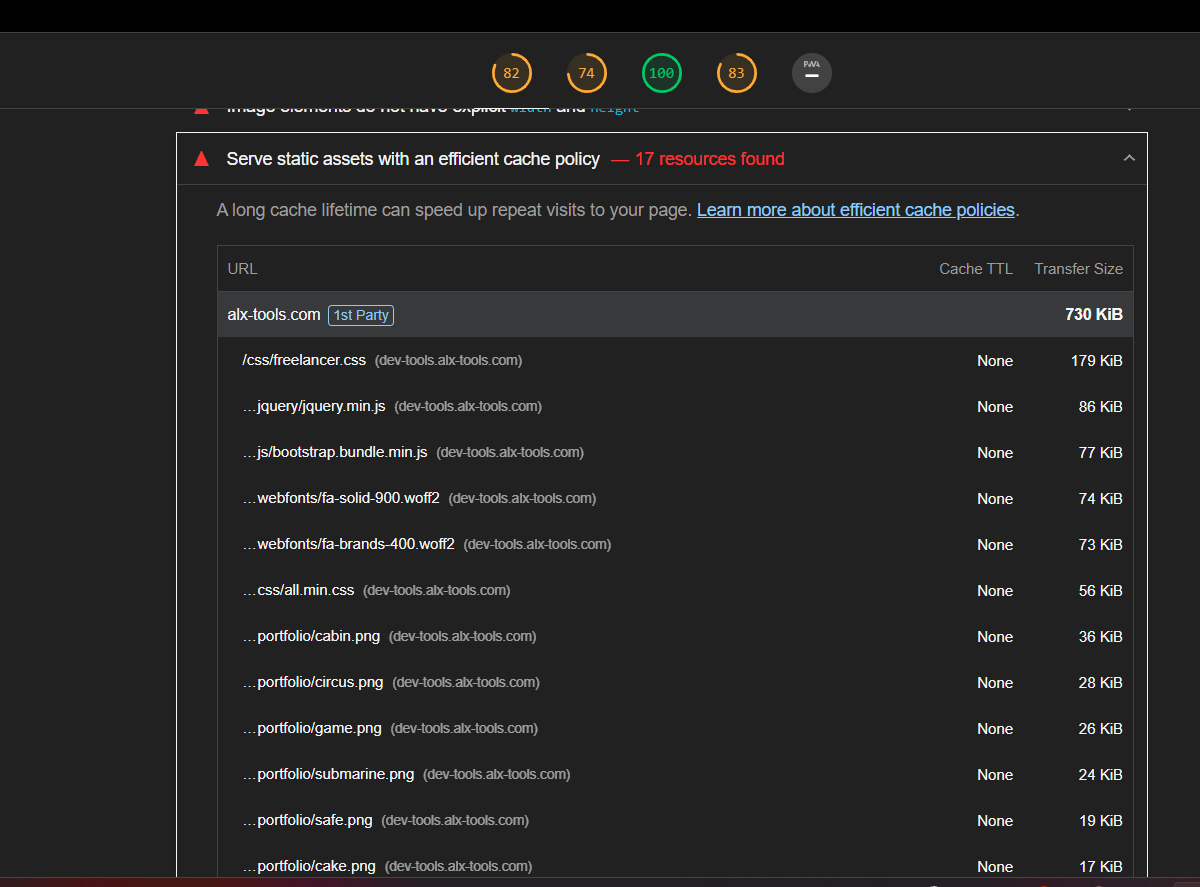 82 74 100 83 PWA
Image elements do not have explicit width and height
Serve static assets with an efficient cache policy — 17 resources found
A long cache lifetime can speed up repeat visits to your page. Learn more about efficient cache policies.
URL Cache TTL Transfer Size
alx-tools.com 1st Party 730 KiB
/css/freelancer.css (dev-tools.alx-tools.com) None 179 KiB
…jquery/jquery.min.js (dev-tools.alx-tools.com) None 86 KiB
…js/bootstrap.bundle.min.js (dev-tools.alx-tools.com) None 77 KiB
…webfonts/fa-solid-900.woff2 (dev-tools.alx-tools.com) None 74 KiB
…webfonts/fa-brands-400.woff2 (dev-tools.alx-tools.com) None 73 KiB
…css/all.min.css (dev-tools.alx-tools.com) None 56 KiB
…portfolio/cabin.png (dev-tools.alx-tools.com) None 36 KiB
…portfolio/circus.png (dev-tools.alx-tools.com) None 28 KiB
…portfolio/game.png (dev-tools.alx-tools.com) None 26 KiB
…portfolio/submarine.png (dev-tools.alx-tools.com) None 24 KiB
…portfolio/safe.png (dev-tools.alx-tools.com) None 19 KiB
…portfolio/cake.png (dev-tools.alx-tools.com) None 17 KiB